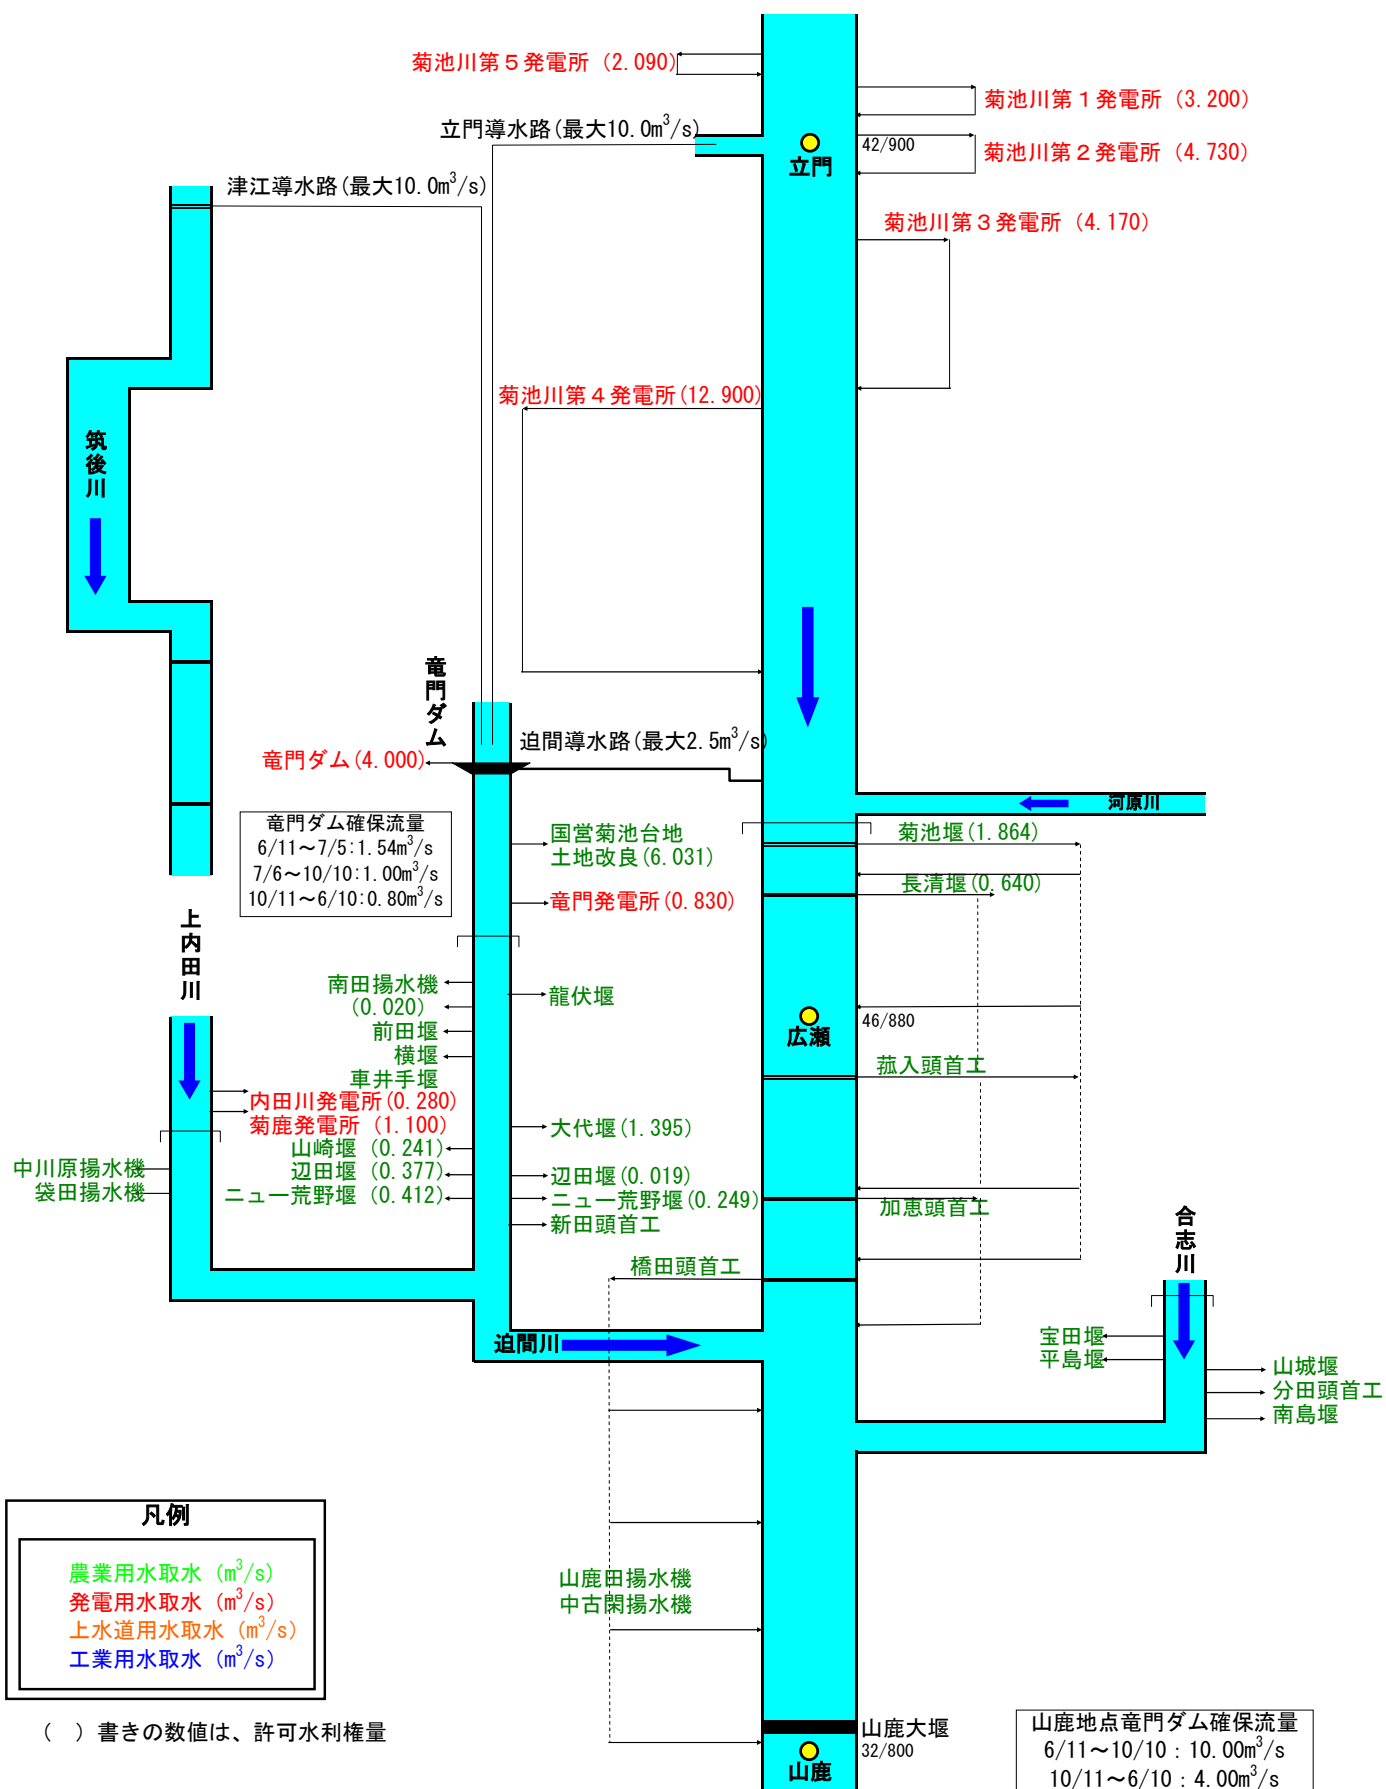 菊池川第５発電所 (2.090)
菊池川第１発電所 (3.200)
立門導水路(最大10.0m³/s)
42/900
菊池川第２発電所 (4.730)
立門
津江導水路(最大10.0m³/s)
菊池川第３発電所 (4.170)
菊池川第４発電所(12.900)
筑後川
竜門ダム
迫間導水路(最大2.5m³/s)
竜門ダム(4.000)
河原川
竜門ダム確保流量
6/11～7/5:1.54m³/s
7/6～10/10:1.00m³/s
10/11～6/10:0.80m³/s
国営菊池台地
土地改良(6.031)
菊池堰(1.864)
長清堰(0.640)
竜門発電所(0.830)
上内田川
南田揚水機
(0.020)
龍伏堰
前田堰
横堰
車井手堰
46/880
広瀬
菰入頭首工
内田川発電所(0.280)
菊鹿発電所 (1.100)
山崎堰 (0.241)
辺田堰 (0.377)
ニュー荒野堰 (0.412)
大代堰(1.395)
辺田堰(0.019)
ニュー荒野堰(0.249)
新田頭首工
中川原揚水機
袋田揚水機
加恵頭首工
合志川
橋田頭首工
迫間川
宝田堰
平島堰
山城堰
分田頭首工
南島堰
凡例
農業用水取水 (m³/s)
発電用水取水 (m³/s)
上水道用水取水 (m³/s)
工業用水取水 (m³/s)
( ) 書きの数値は、許可水利権量
山鹿田揚水機
中古閑揚水機
山鹿大堰
32/800
山鹿
山鹿地点竜門ダム確保流量
6/11～10/10 : 10.00m³/s
10/11～6/10 : 4.00m³/s